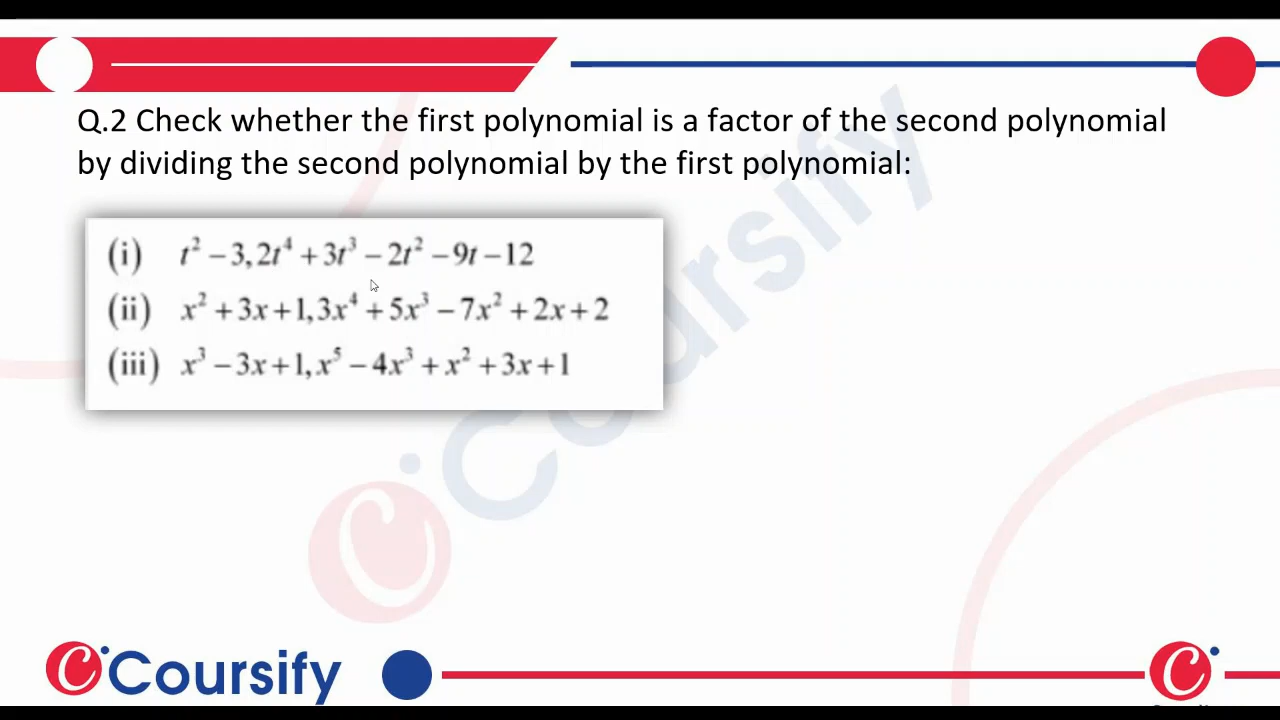 Q.2 Check whether the first polynomial is a factor of the second polynomial
by dividing the second polynomial by the first polynomial:
(i) t² – 3, 2t⁴ + 3t³ – 2t² – 9t – 12
(ii) x² + 3x + 1, 3x⁴ + 5x³ – 7x² + 2x + 2
(iii) x³ – 3x + 1, x⁵ – 4x³ + x² + 3x + 1
Coursify
Coursify